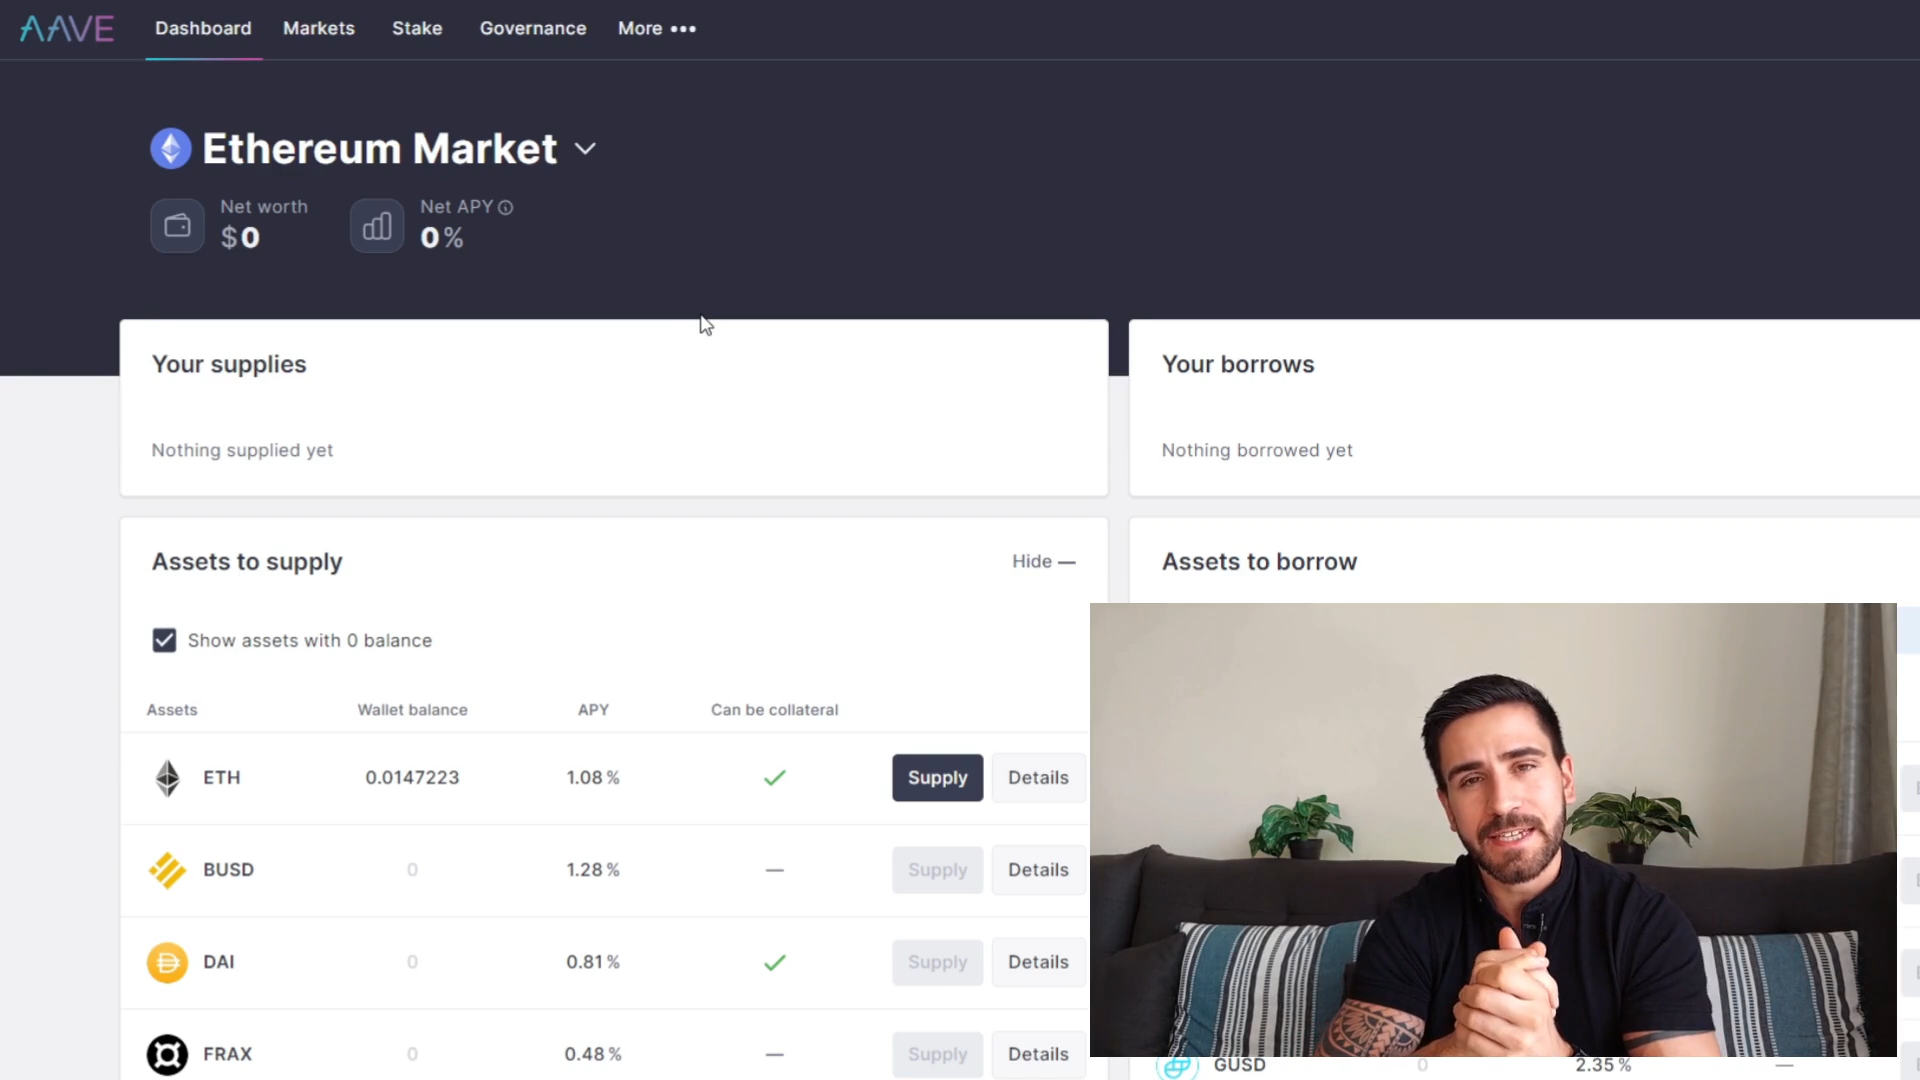 AAVE Dashboard Markets Stake Governance More •••
Ethereum Market
Net worth Net APY
$0 0%
Your supplies
Nothing supplied yet
Your borrows
Nothing borrowed yet
Assets to supply Hide —
Show assets with 0 balance
Assets Wallet balance APY Can be collateral
ETH 0.0147223 1.08% Supply Details
BUSD 0 1.28% — Supply Details
DAI 0 0.81% Supply Details
FRAX 0 0.48% — Supply Details
Assets to borrow
GUSD 0 2.35% —